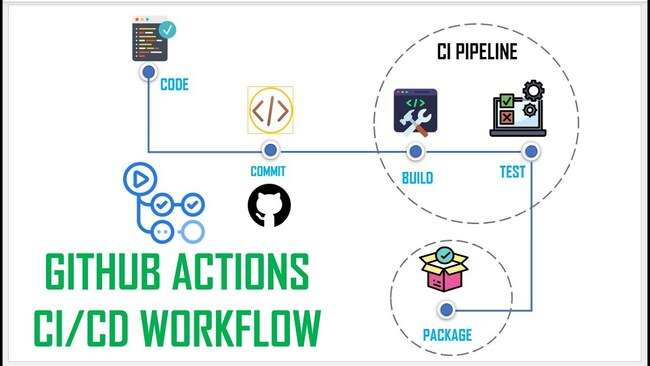 CI PIPELINE
CODE
COMMIT
BUILD
TEST
GITHUB ACTIONS
CI/CD WORKFLOW
PACKAGE